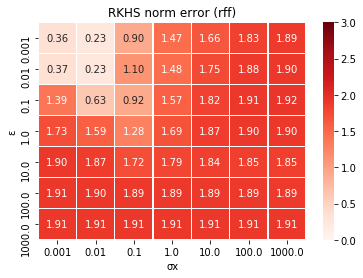 RKHS norm error (rff)
0.001 0.36 0.23 0.90 1.47 1.66 1.83 1.89
0.01 0.37 0.23 1.10 1.48 1.75 1.88 1.90
0.1 1.39 0.63 0.92 1.57 1.82 1.91 1.92
1.0 1.73 1.59 1.28 1.69 1.87 1.90 1.90
10.0 1.90 1.87 1.72 1.79 1.84 1.85 1.85
100.0 1.91 1.90 1.89 1.89 1.89 1.89 1.89
1000.0 1.91 1.91 1.91 1.91 1.91 1.91 1.91
0.001 0.01 0.1 1.0 10.0 100.0 1000.0
σx
ε
3.0
2.5
2.0
1.5
1.0
0.5
0.0